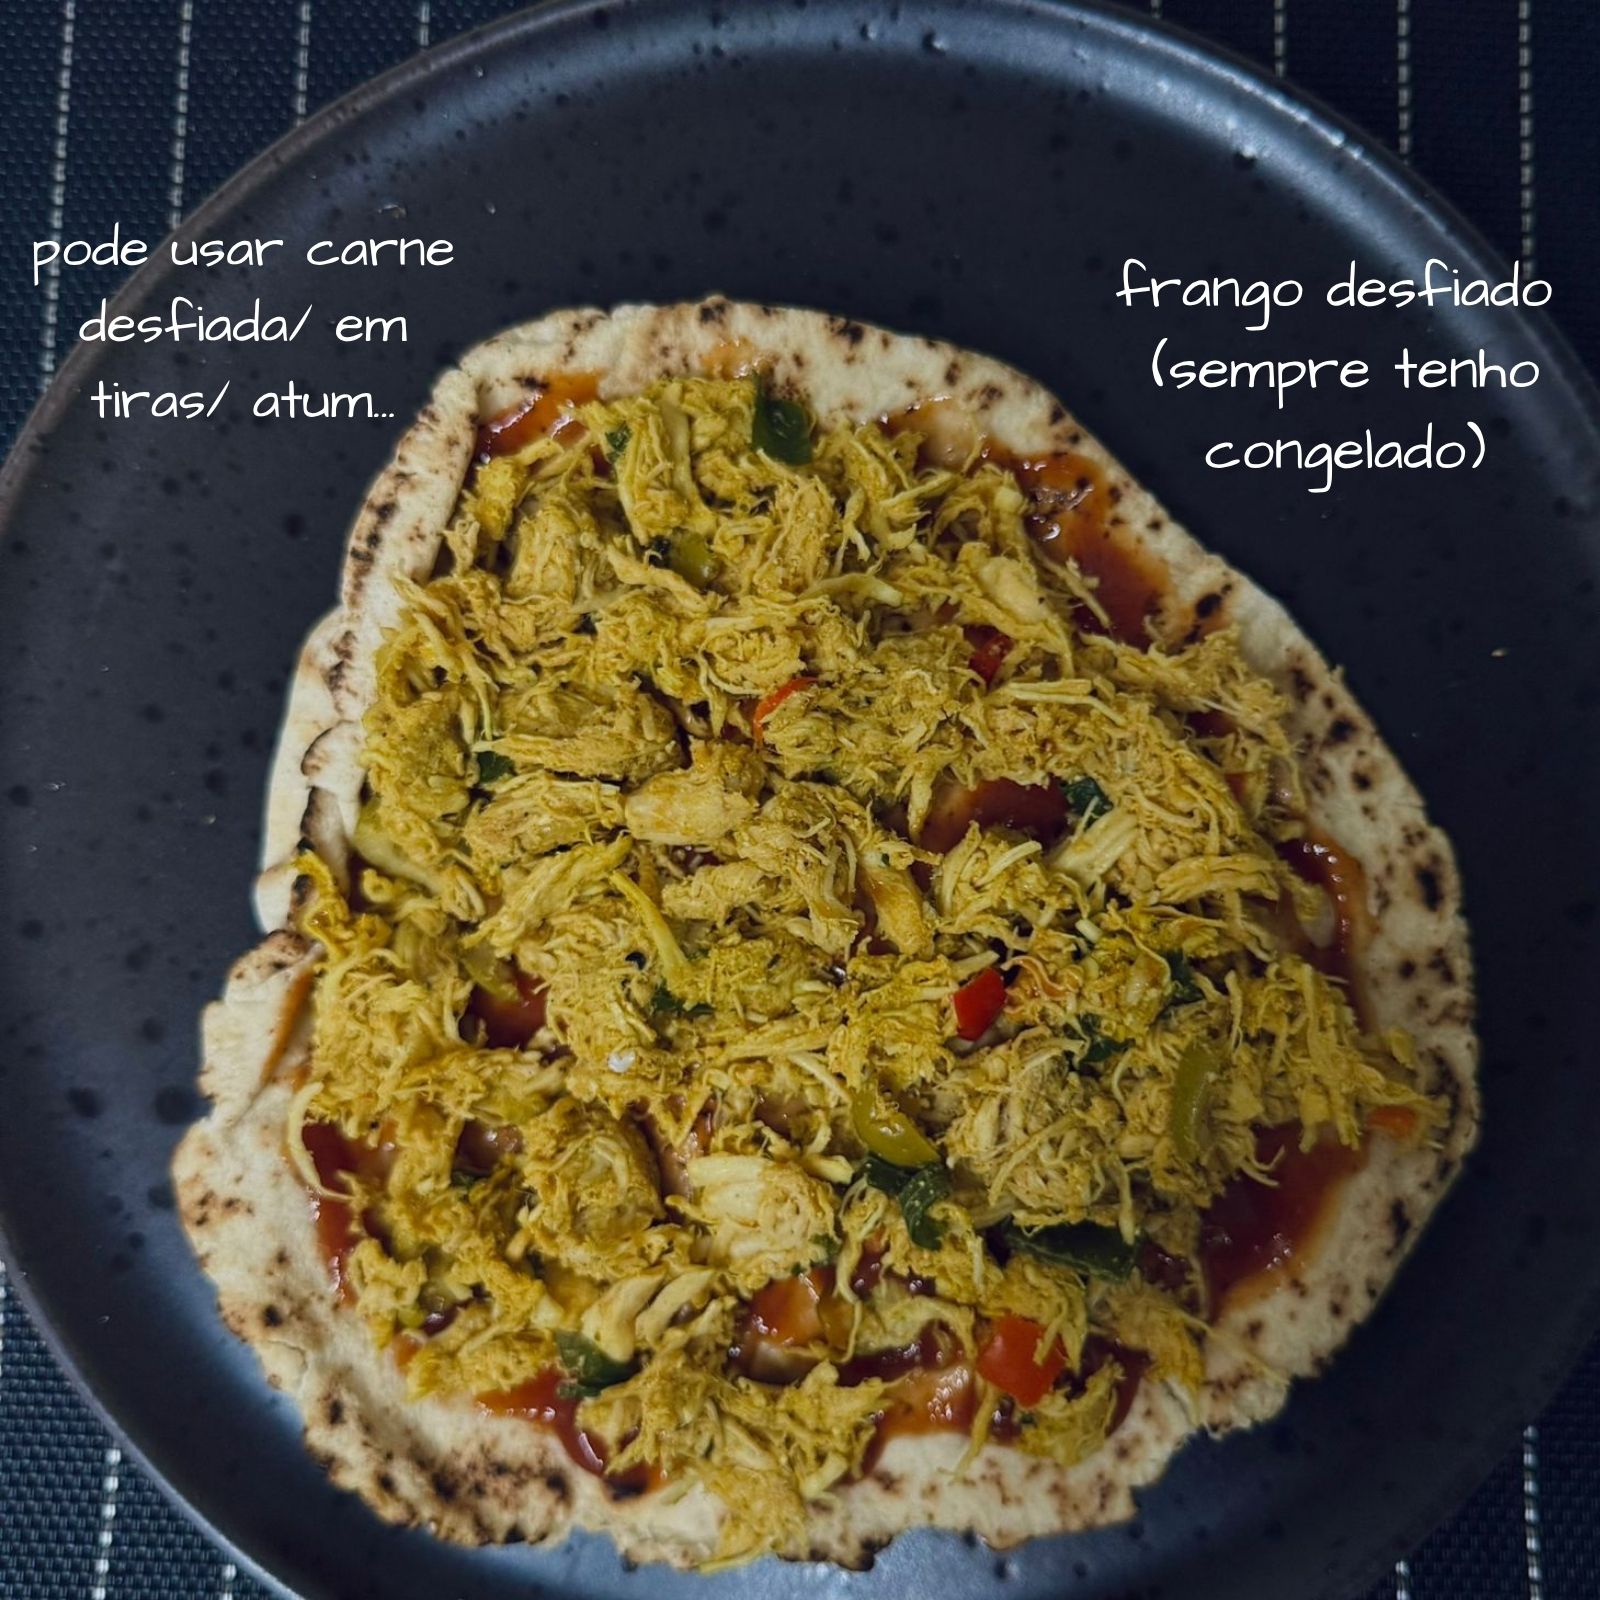 pode usar carne
desfiada/ em
tiras/ atum...
frango desfiado
(sempre tenho
congelado)